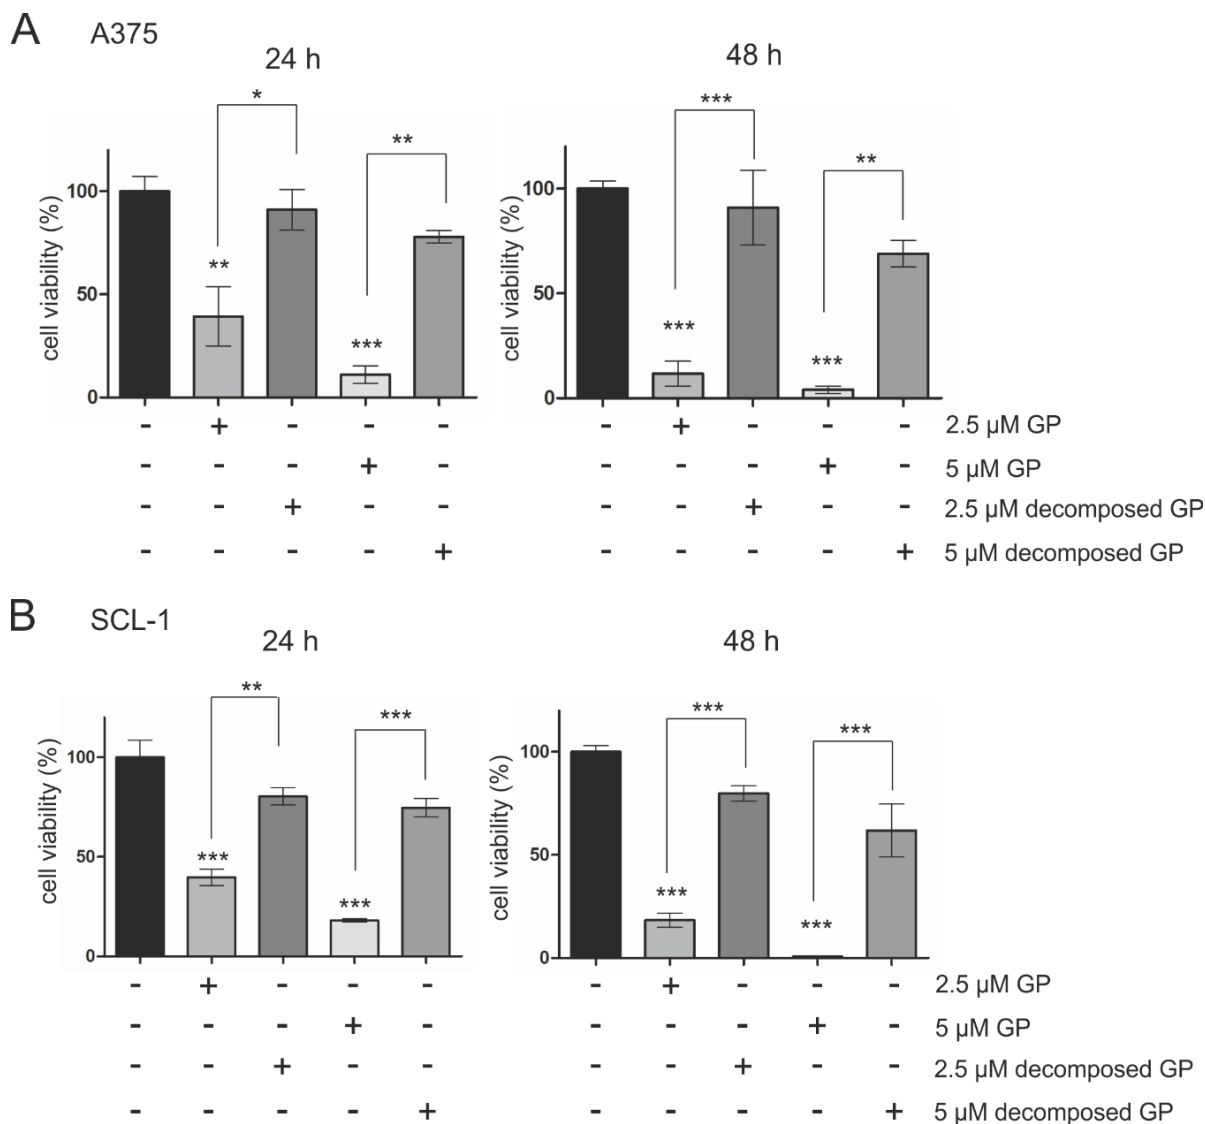 A
A375
24 h
48 h
* ***
** **
cell viability (%)
100
50
0
** *** 
cell viability (%)
100
50
0
*** ***
- + - - - - + - - - 2.5 µM GP
- - - + - - - - + - 5 µM GP
- - + - - - - + - - 2.5 µM decomposed GP
- - - - + - - - - + 5 µM decomposed GP
B
SCL-1
24 h
48 h
** ***
*** ***
cell viability (%)
100
50
0
*** ***
cell viability (%)
100
50
0
*** ***
- + - - - - + - - - 2.5 µM GP
- - - + - - - - + - 5 µM GP
- - + - - - - + - - 2.5 µM decomposed GP
- - - - + - - - - + 5 µM decomposed GP